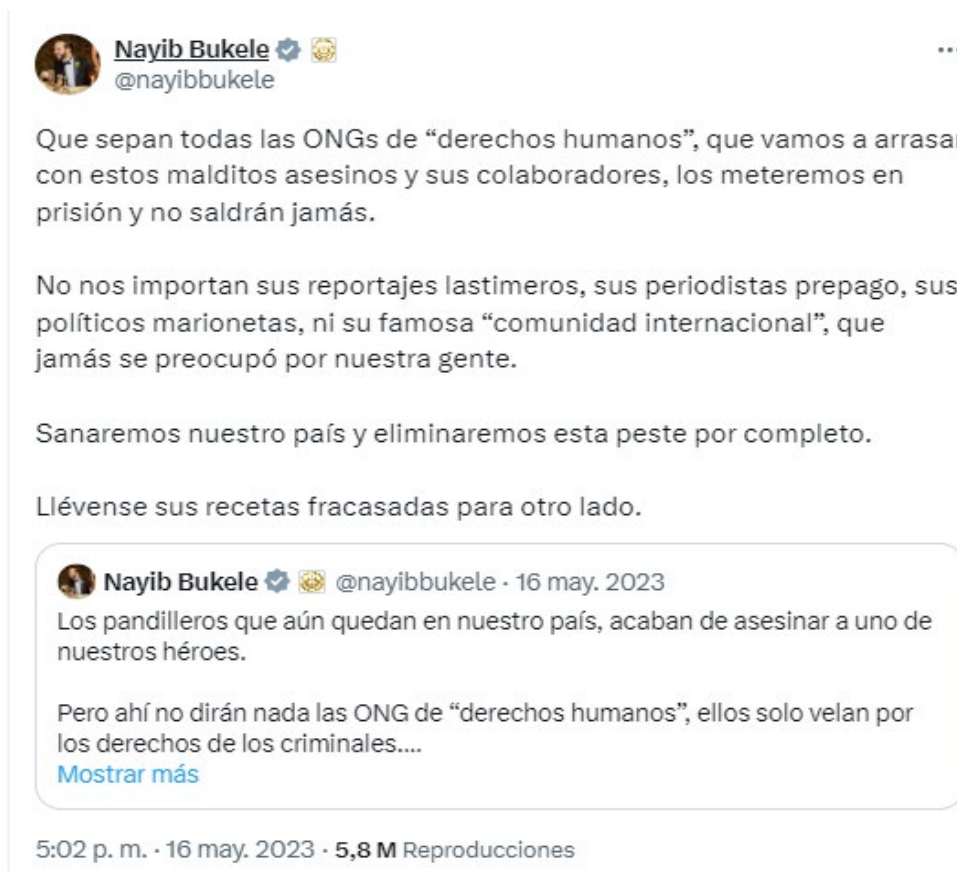 Nayib Bukele
@nayibbukele
Que sepan todas las ONGs de “derechos humanos”, que vamos a arrasar
con estos malditos asesinos y sus colaboradores, los meteremos en
prisión y no saldrán jamás.
No nos importan sus reportajes lastimeros, sus periodistas prepago, sus
políticos marionetas, ni su famosa “comunidad internacional”, que
jamás se preocupó por nuestra gente.
Sanaremos nuestro país y eliminaremos esta peste por completo.
Llévense sus recetas fracasadas para otro lado.
Nayib Bukele @nayibbukele · 16 may. 2023
Los pandilleros que aún quedan en nuestro país, acaban de asesinar a uno de
nuestros héroes.
Pero ahí no dirán nada las ONG de “derechos humanos”, ellos solo velan por
los derechos de los criminales....
Mostrar más
5:02 p. m. · 16 may. 2023 · 5,8 M Reproducciones